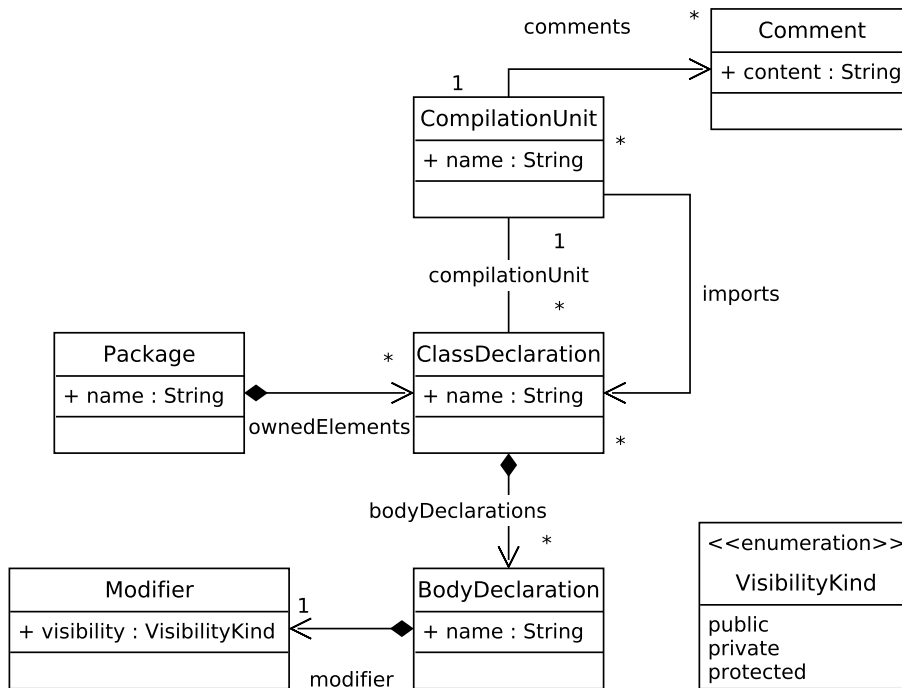 comments
*
Comment
+ content : String
1
CompilationUnit
+ name : String
*
1
compilationUnit
*
imports
Package
+ name : String
*
ownedElements
ClassDeclaration
+ name : String
*
bodyDeclarations
*
Modifier
+ visibility : VisibilityKind
1
modifier
BodyDeclaration
+ name : String
<<enumeration>>
VisibilityKind
public
private
protected